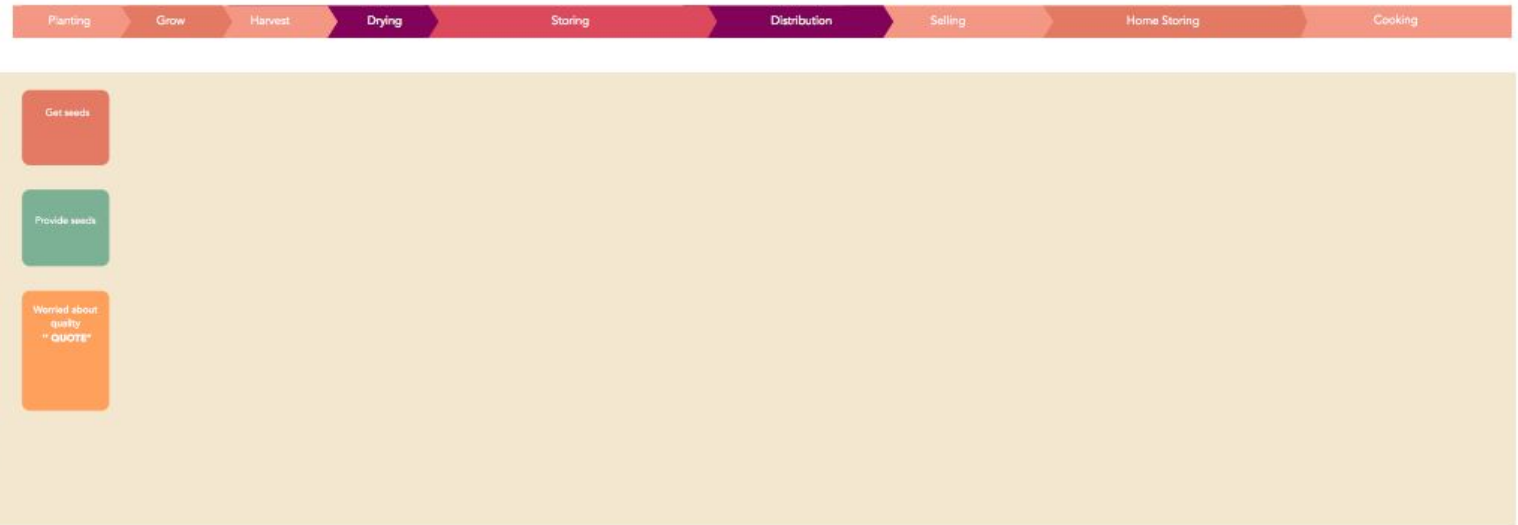 Planting Grow Harvest Drying Storing Distribution Selling Home Storing Cooking
Get seeds
Provide seeds
Worried about
quality
" QUOTE"